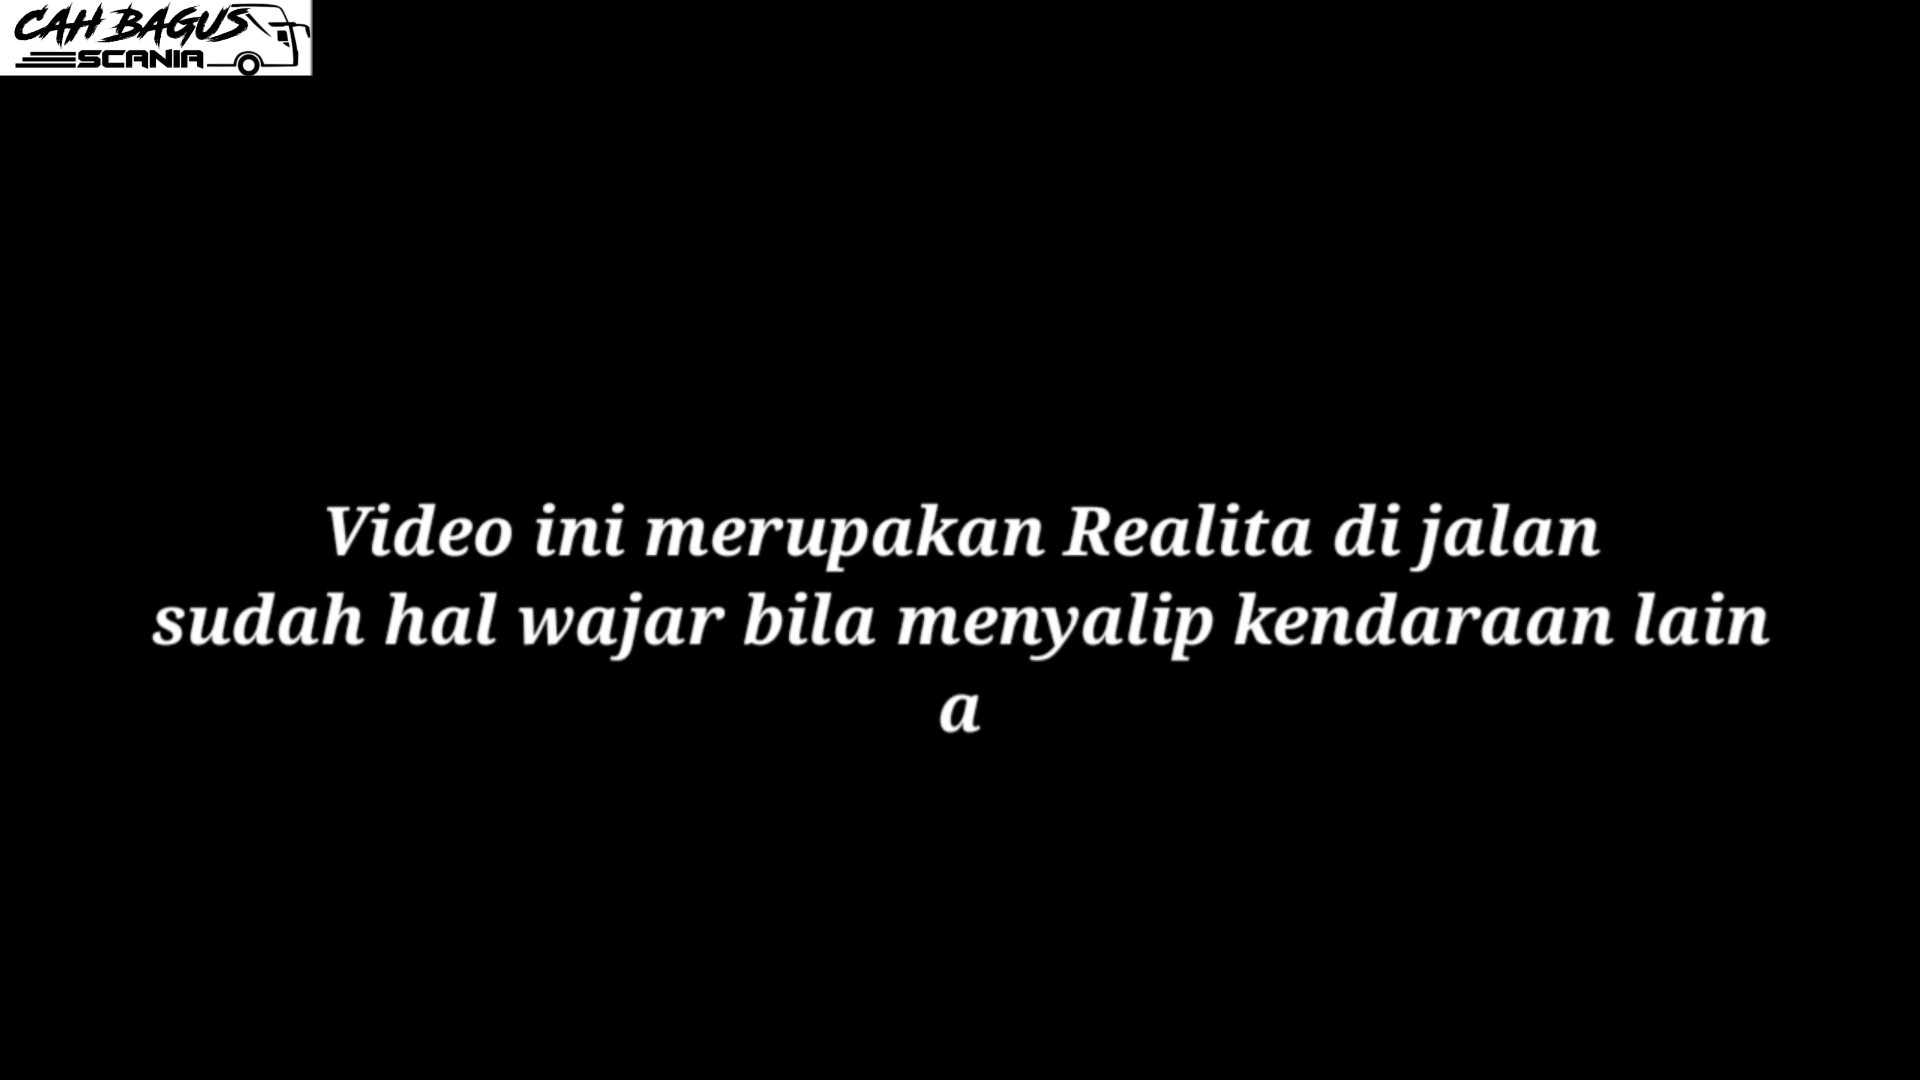 CAH BAGUS
SCANIA
Video ini merupakan Realita di jalan
sudah hal wajar bila menyalip kendaraan lain
a